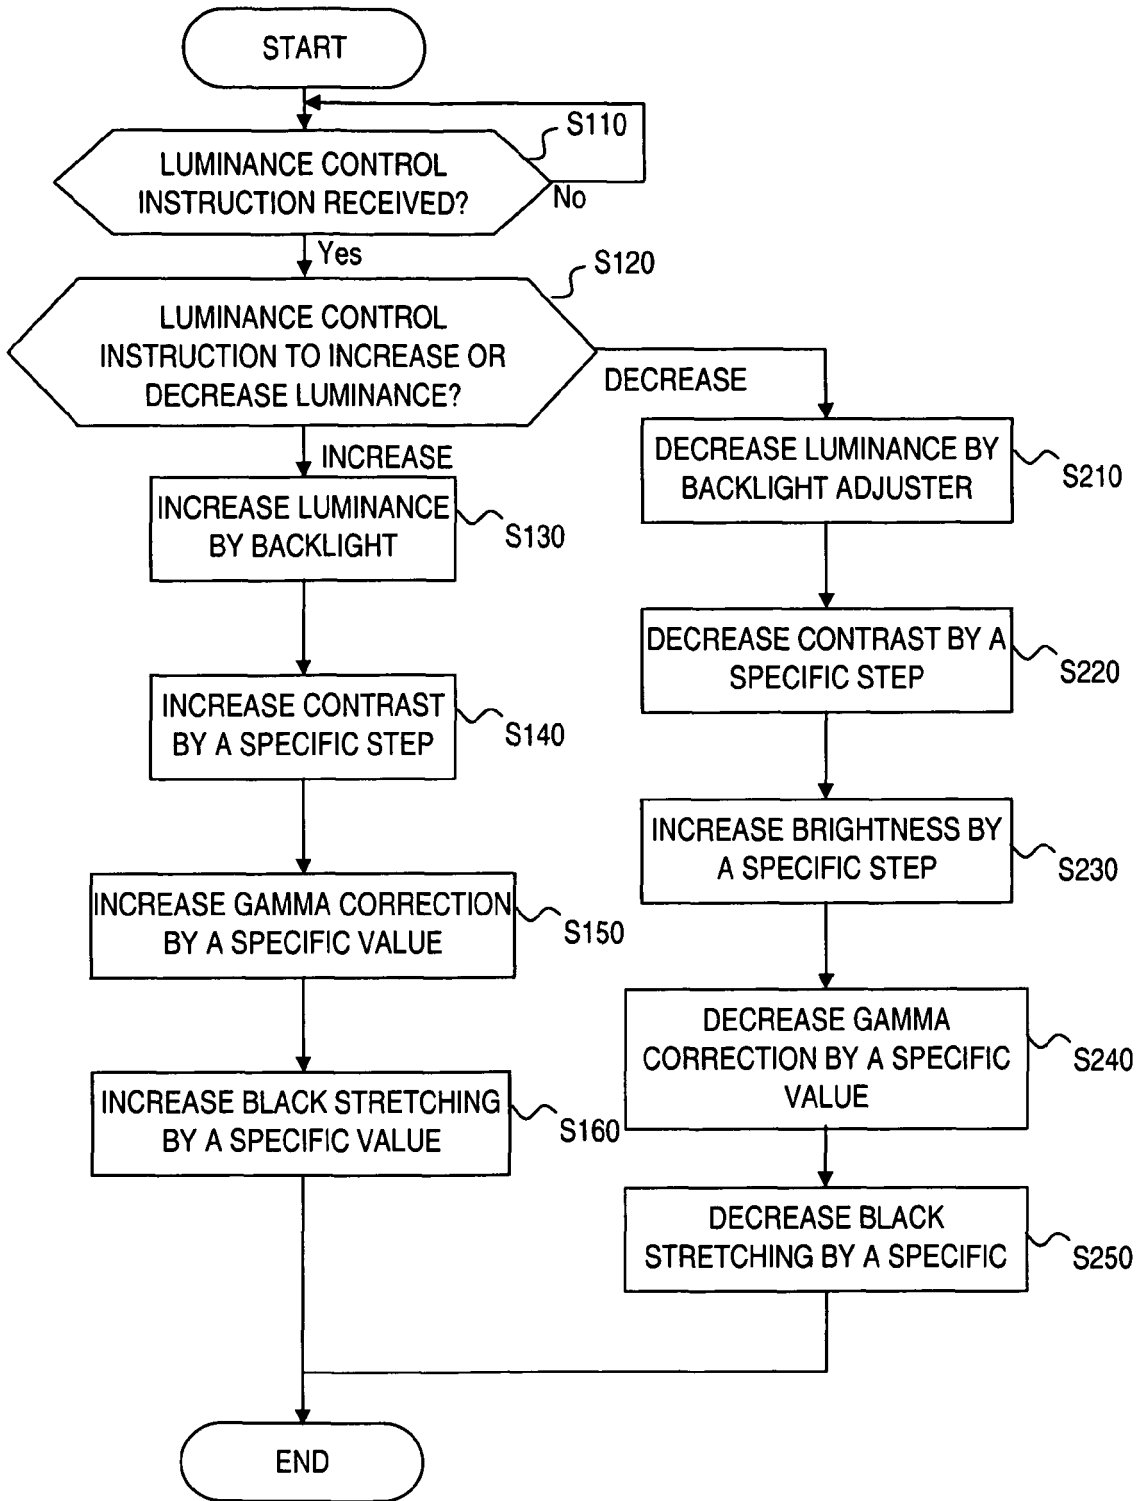 START
S110
LUMINANCE CONTROL
INSTRUCTION RECEIVED?
No
Yes
S120
LUMINANCE CONTROL
INSTRUCTION TO INCREASE OR
DECREASE LUMINANCE?
DECREASE
INCREASE
INCREASE LUMINANCE
BY BACKLIGHT
S130
INCREASE CONTRAST
BY A SPECIFIC STEP
S140
INCREASE GAMMA CORRECTION
BY A SPECIFIC VALUE
S150
INCREASE BLACK STRETCHING
BY A SPECIFIC VALUE
S160
DECREASE LUMINANCE BY
BACKLIGHT ADJUSTER
S210
DECREASE CONTRAST BY A
SPECIFIC STEP
S220
INCREASE BRIGHTNESS BY
A SPECIFIC STEP
S230
DECREASE GAMMA
CORRECTION BY A SPECIFIC
VALUE
S240
DECREASE BLACK
STRETCHING BY A SPECIFIC
S250
END